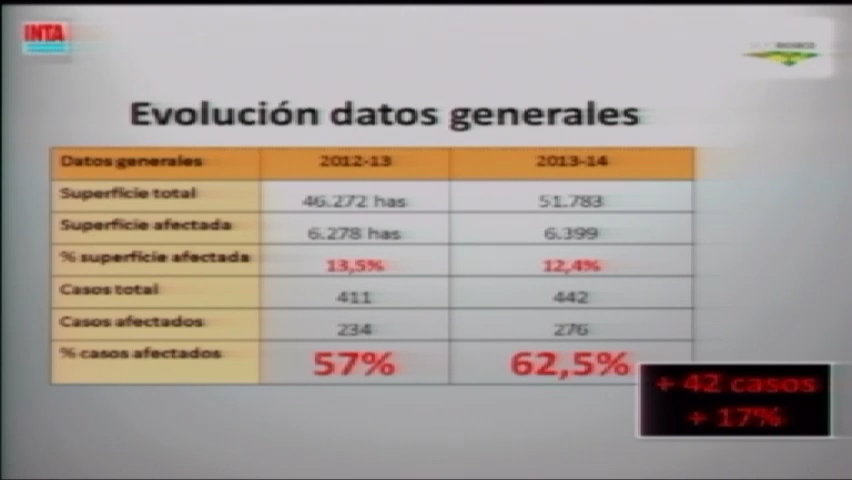 INTA
Evolución datos generales
Datos generales 2012-13 2013-14
Superficie total 46.272 has 51.783
Superficie afectada 6.278 has 6.399
% superficie afectada 13,5% 12,4%
Casos total 411 442
Casos afectados 234 276
% casos afectados 57% 62,5%
+ 42 casos
+ 17%